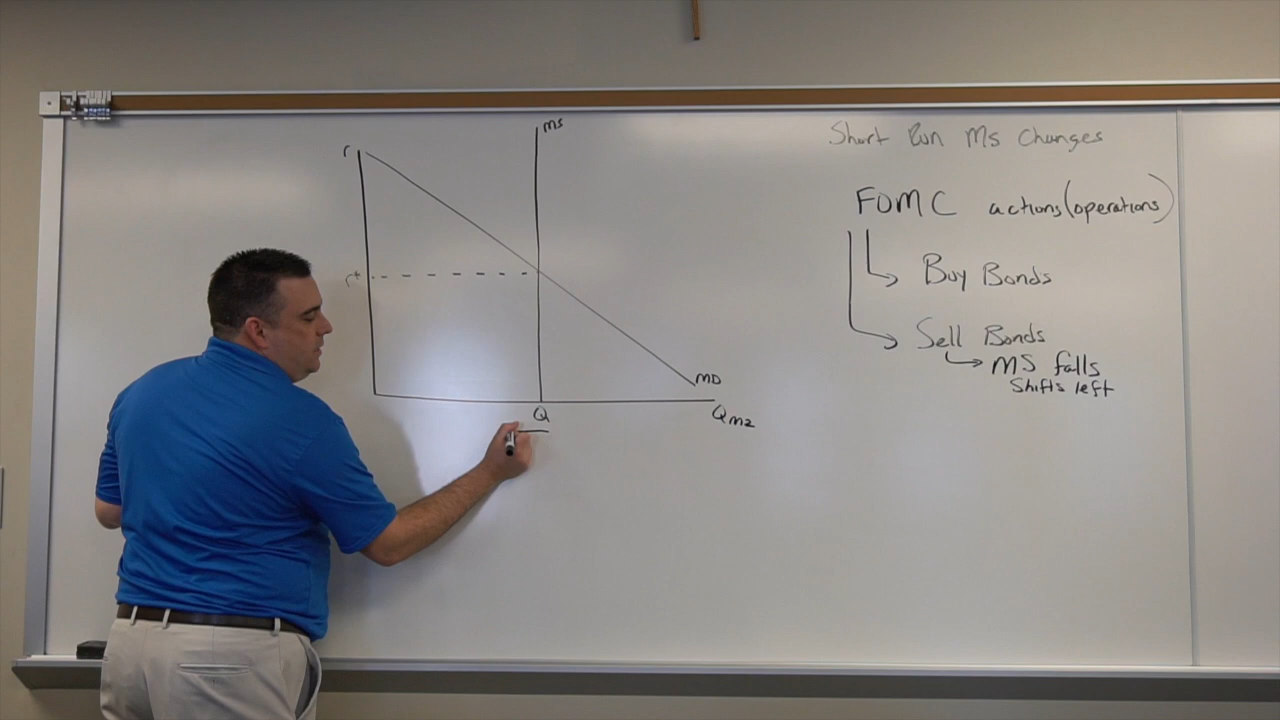 MS
r
r*
MD
Q
QM2
Short Run Ms Changes
FOMC actions (operations)
Buy Bonds
Sell Bonds
MS falls
Shifts left